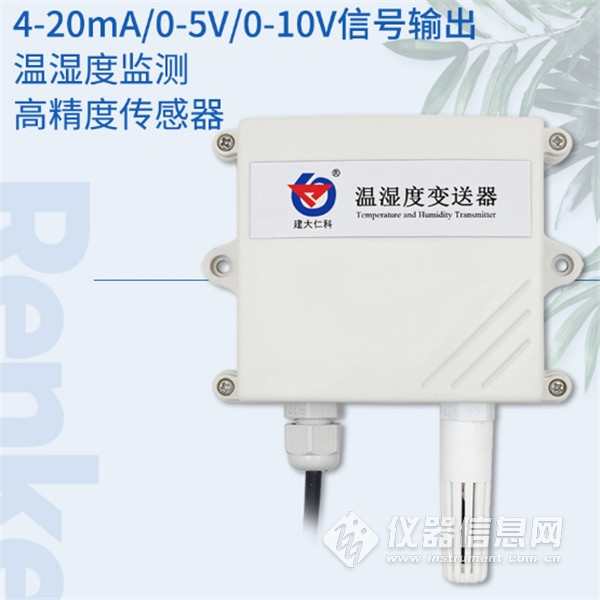 4-20mA/0-5V/0-10V信号输出
温湿度监测
高精度传感器
®
建大仁科
温湿度变送器
Temperature and Humidity Transmitter
Renke
仪器信息网
www.instrument.com.cn